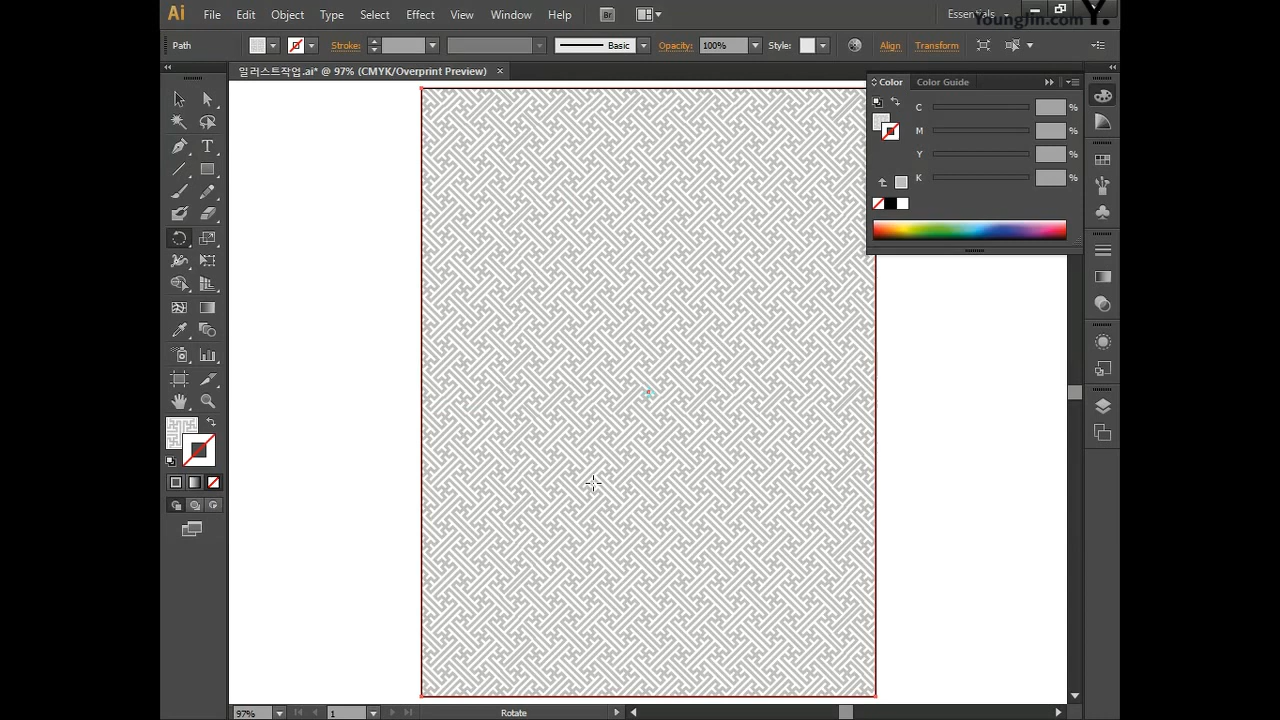 Ai File Edit Object Type Select Effect View Window Help Br Essentials
YoungJin.com Y.
Path Stroke: Basic Opacity: 100% Style: Align Transform
일러스트작업.ai* @ 97% (CMYK/Overprint Preview) ×
Color Color Guide
C %
M %
Y %
K %
T
97% 1 Rotate